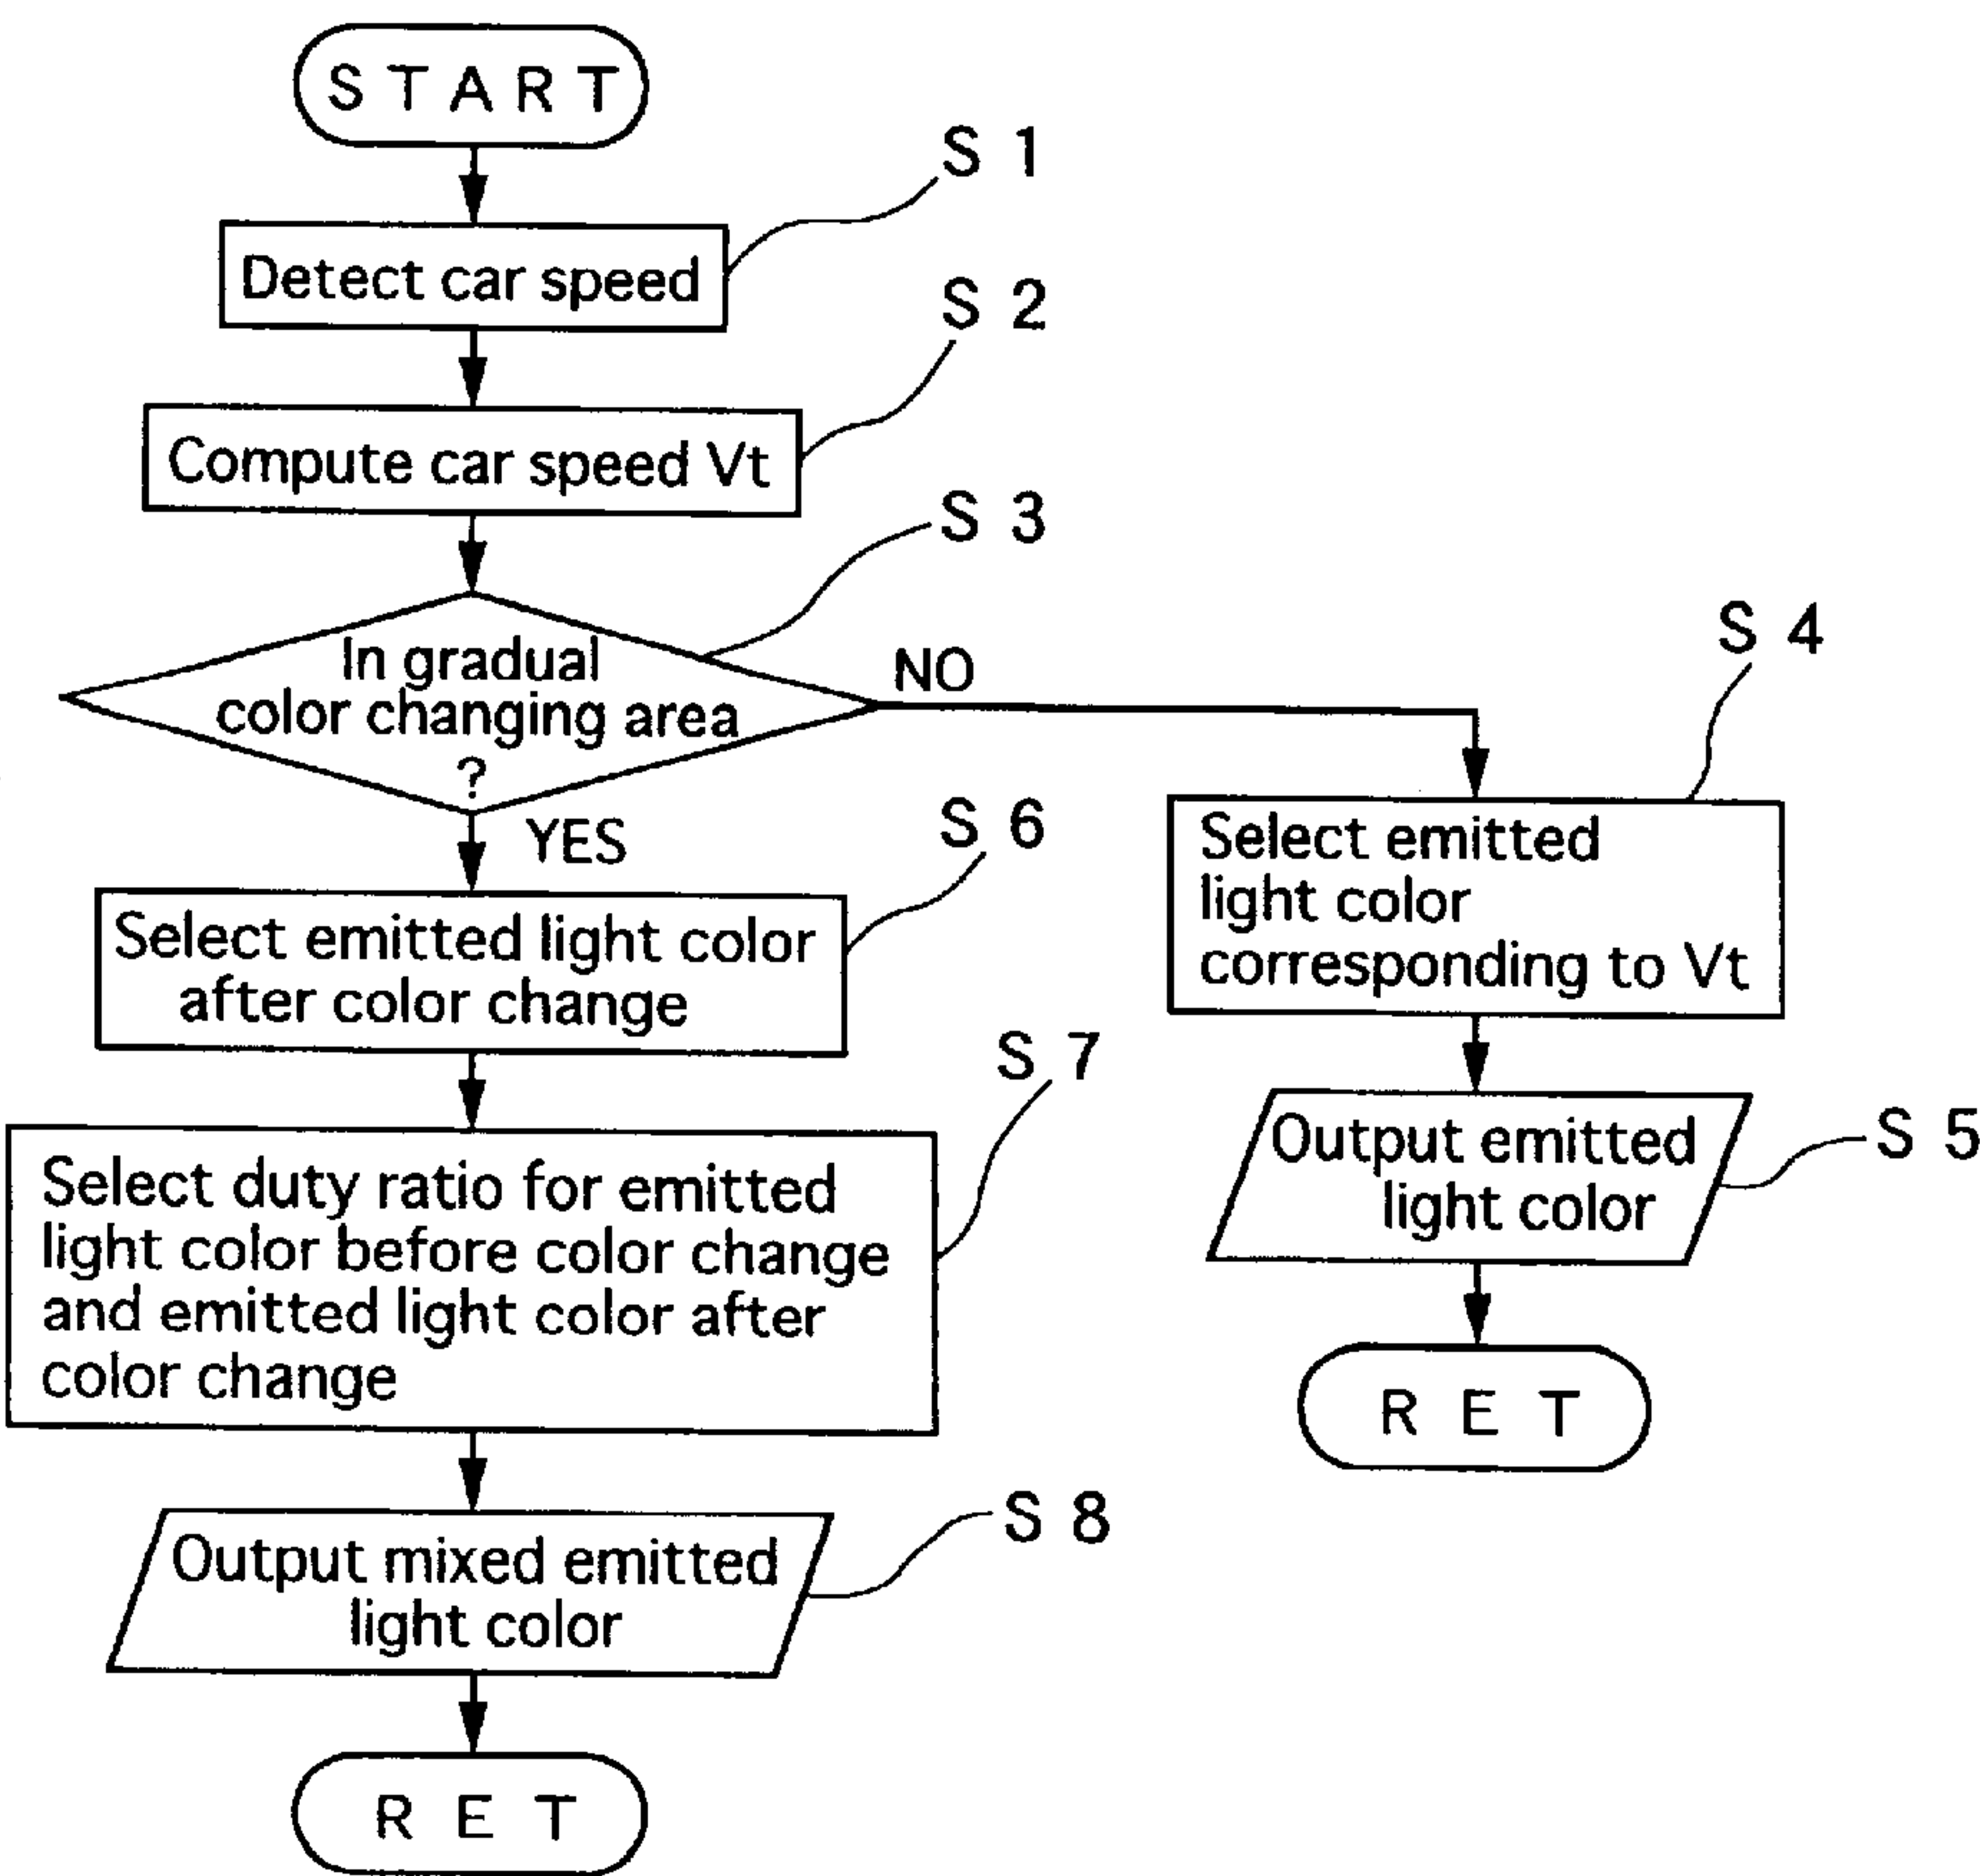 START
S 1
Detect car speed
S 2
Compute car speed Vt
S 3
In gradual
color changing area
?
NO
YES
S 4
Select emitted
light color
corresponding to Vt
S 5
Output emitted
light color
RET
S 6
Select emitted light color
after color change
S 7
Select duty ratio for emitted
light color before color change
and emitted light color after
color change
S 8
Output mixed emitted
light color
RET